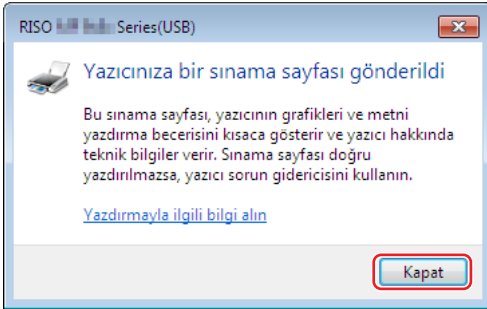 RISO Series(USB)
Yazıcınıza bir sınama sayfası gönderildi
Bu sınama sayfası, yazıcının grafikleri ve metni
yazdırma becerisini kısaca gösterir ve yazıcı hakkında
teknik bilgiler verir. Sınama sayfası doğru
yazdırılmazsa, yazıcı sorun gidericisini kullanın.
Yazdırmayla ilgili bilgi alın
Kapat